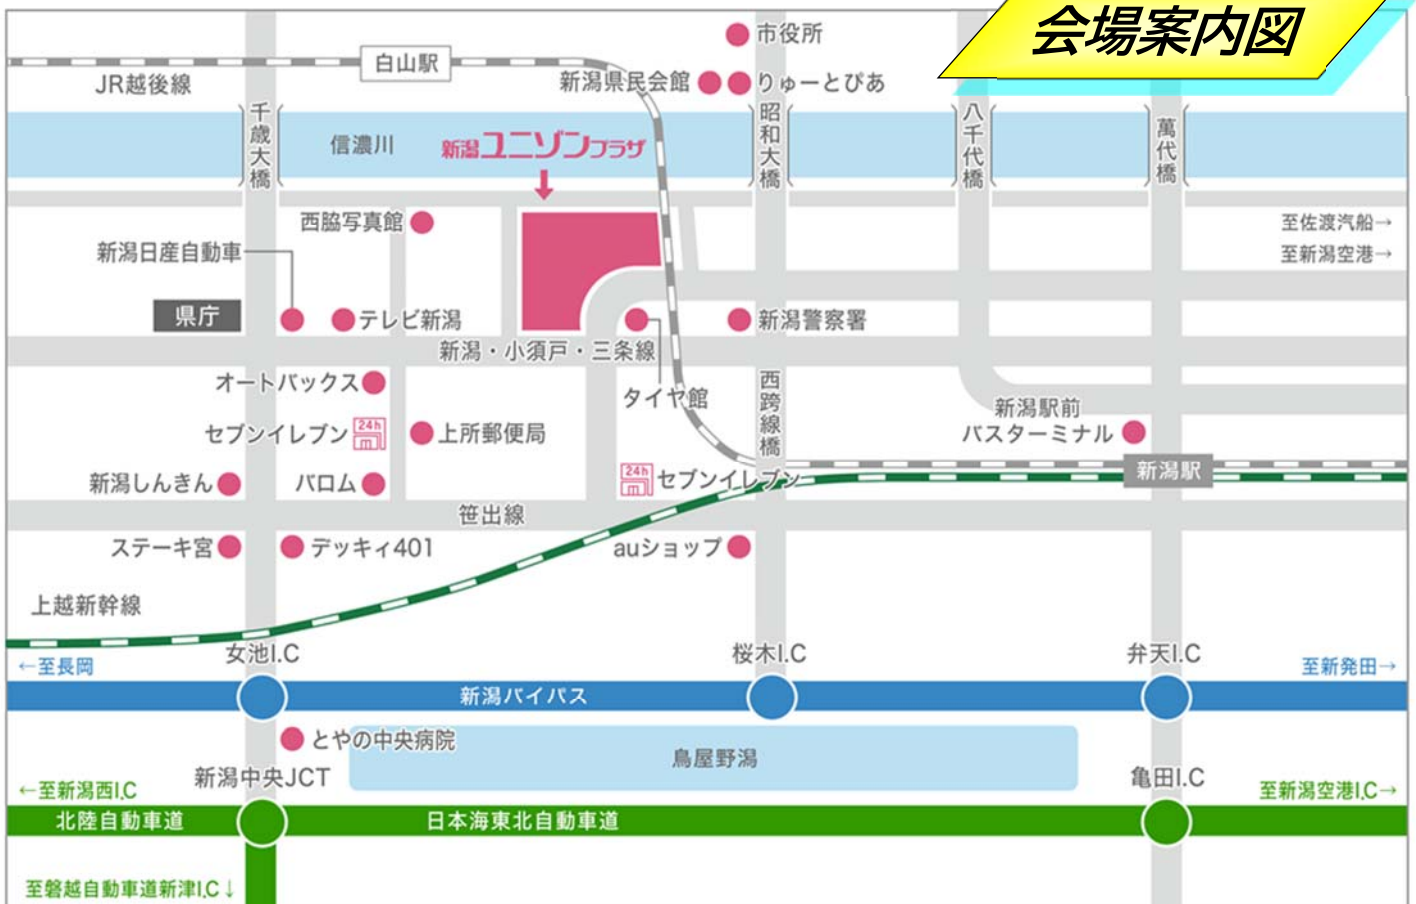 会場案内図
市役所
白山駅
JR越後線
新潟県民会館
りゅーとぴあ
千歳大橋
信濃川
新潟ユニゾンプラザ
昭和大橋
八千代橋
萬代橋
西脇写真館
至佐渡汽船→
新潟日産自動車
至新潟空港→
県庁
テレビ新潟
新潟警察署
新潟・小須戸・三条線
オートバックス
タイヤ館
西跨線橋
新潟駅前
バスターミナル
セブンイレブン
24h
上所郵便局
新潟駅
新潟しんきん
バロム
24h
セブンイレブン
笹出線
ステーキ宮
デッキィ401
auショップ
上越新幹線
女池I.C
桜木I.C
弁天I.C
←至長岡
至新発田→
新潟バイパス
とやの中央病院
鳥屋野潟
新潟中央JCT
亀田I.C
←至新潟西I.C
至新潟空港I.C→
北陸自動車道
日本海東北自動車道
至磐越自動車道新津I.C↓